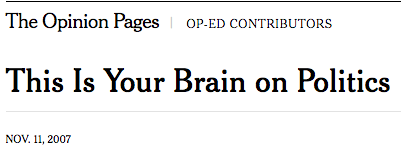 The Opinion Pages | OP-ED CONTRIBUTORS
This Is Your Brain on Politics
NOV. 11, 2007